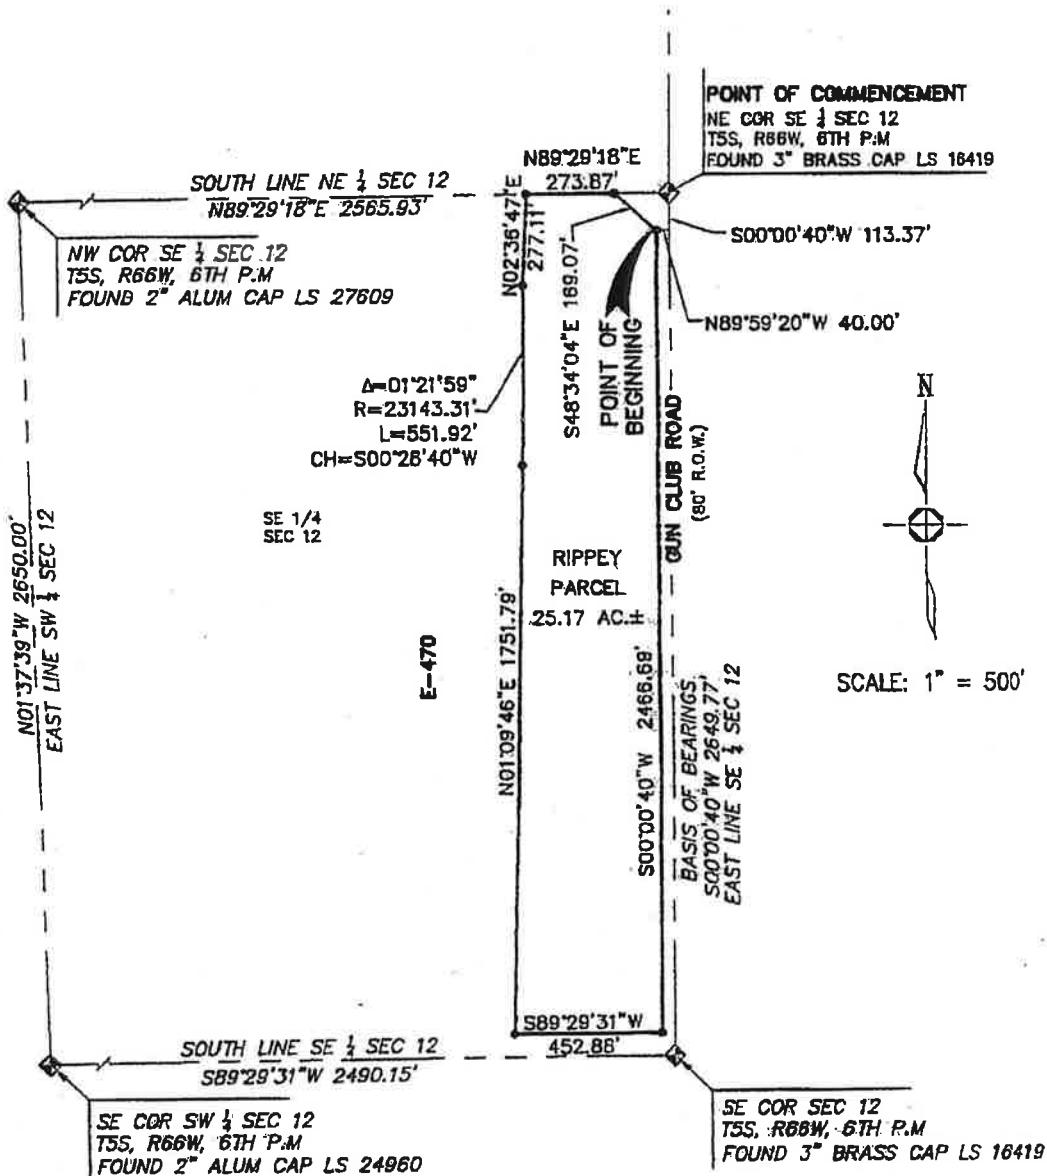 POINT OF COMMENCEMENT
NE COR SE ¼ SEC 12
T5S, R66W, 6TH P.M
FOUND 3" BRASS CAP LS 16419
N89°29'18"E
273.87'
SOUTH LINE NE ¼ SEC 12
N89°29'18"E 2565.93'
NW COR SE ¼ SEC 12
T5S, R66W, 6TH P.M
FOUND 2" ALUM CAP LS 27609
N02°36'47"E
277.11'
S48°34'04"E 169.07'
POINT OF
BEGINNING
S00°00'40"W 113.37'
N89°59'20"W 40.00'
Δ=01°21'59"
R=23143.31'
L=551.92'
CH=S00°28'40"W
GUN CLUB ROAD
(80' R.O.W.)
N
N01°37'39"W 2650.00'
EAST LINE SW ¼ SEC 12
SE 1/4
SEC 12
RIPPEY
PARCEL
25.17 AC.±
E-470
N01°09'46"E 1751.79'
S00°00'40"W 2466.69'
BASIS OF BEARINGS
S00°00'40"W 2649.77'
EAST LINE SE ¼ SEC 12
SCALE: 1" = 500'
S89°29'31"W
452.88'
SOUTH LINE SE ¼ SEC 12
S89°29'31"W 2490.15'
SE COR SW ¼ SEC 12
T5S, R66W, 6TH P.M
FOUND 2" ALUM CAP LS 24960
SE COR SEC 12
T5S, R66W, 6TH P.M
FOUND 3" BRASS CAP LS 16419